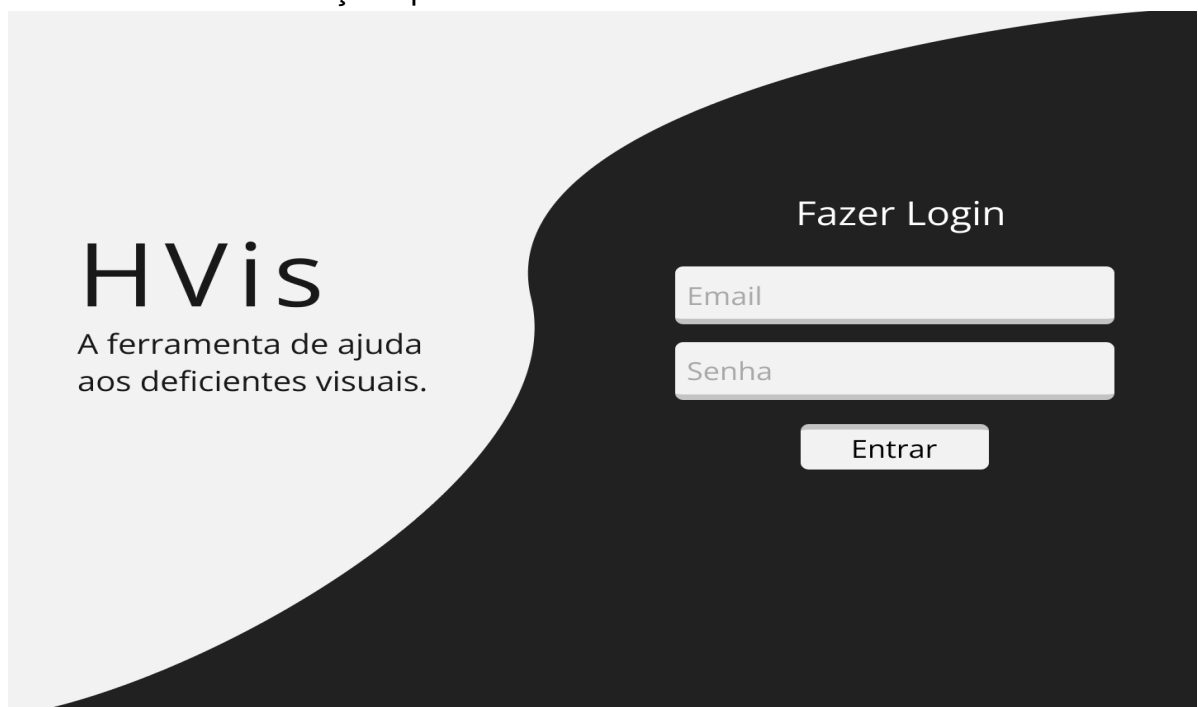 HVis
A ferramenta de ajuda
aos deficientes visuais.
Fazer Login
Email
Senha
Entrar